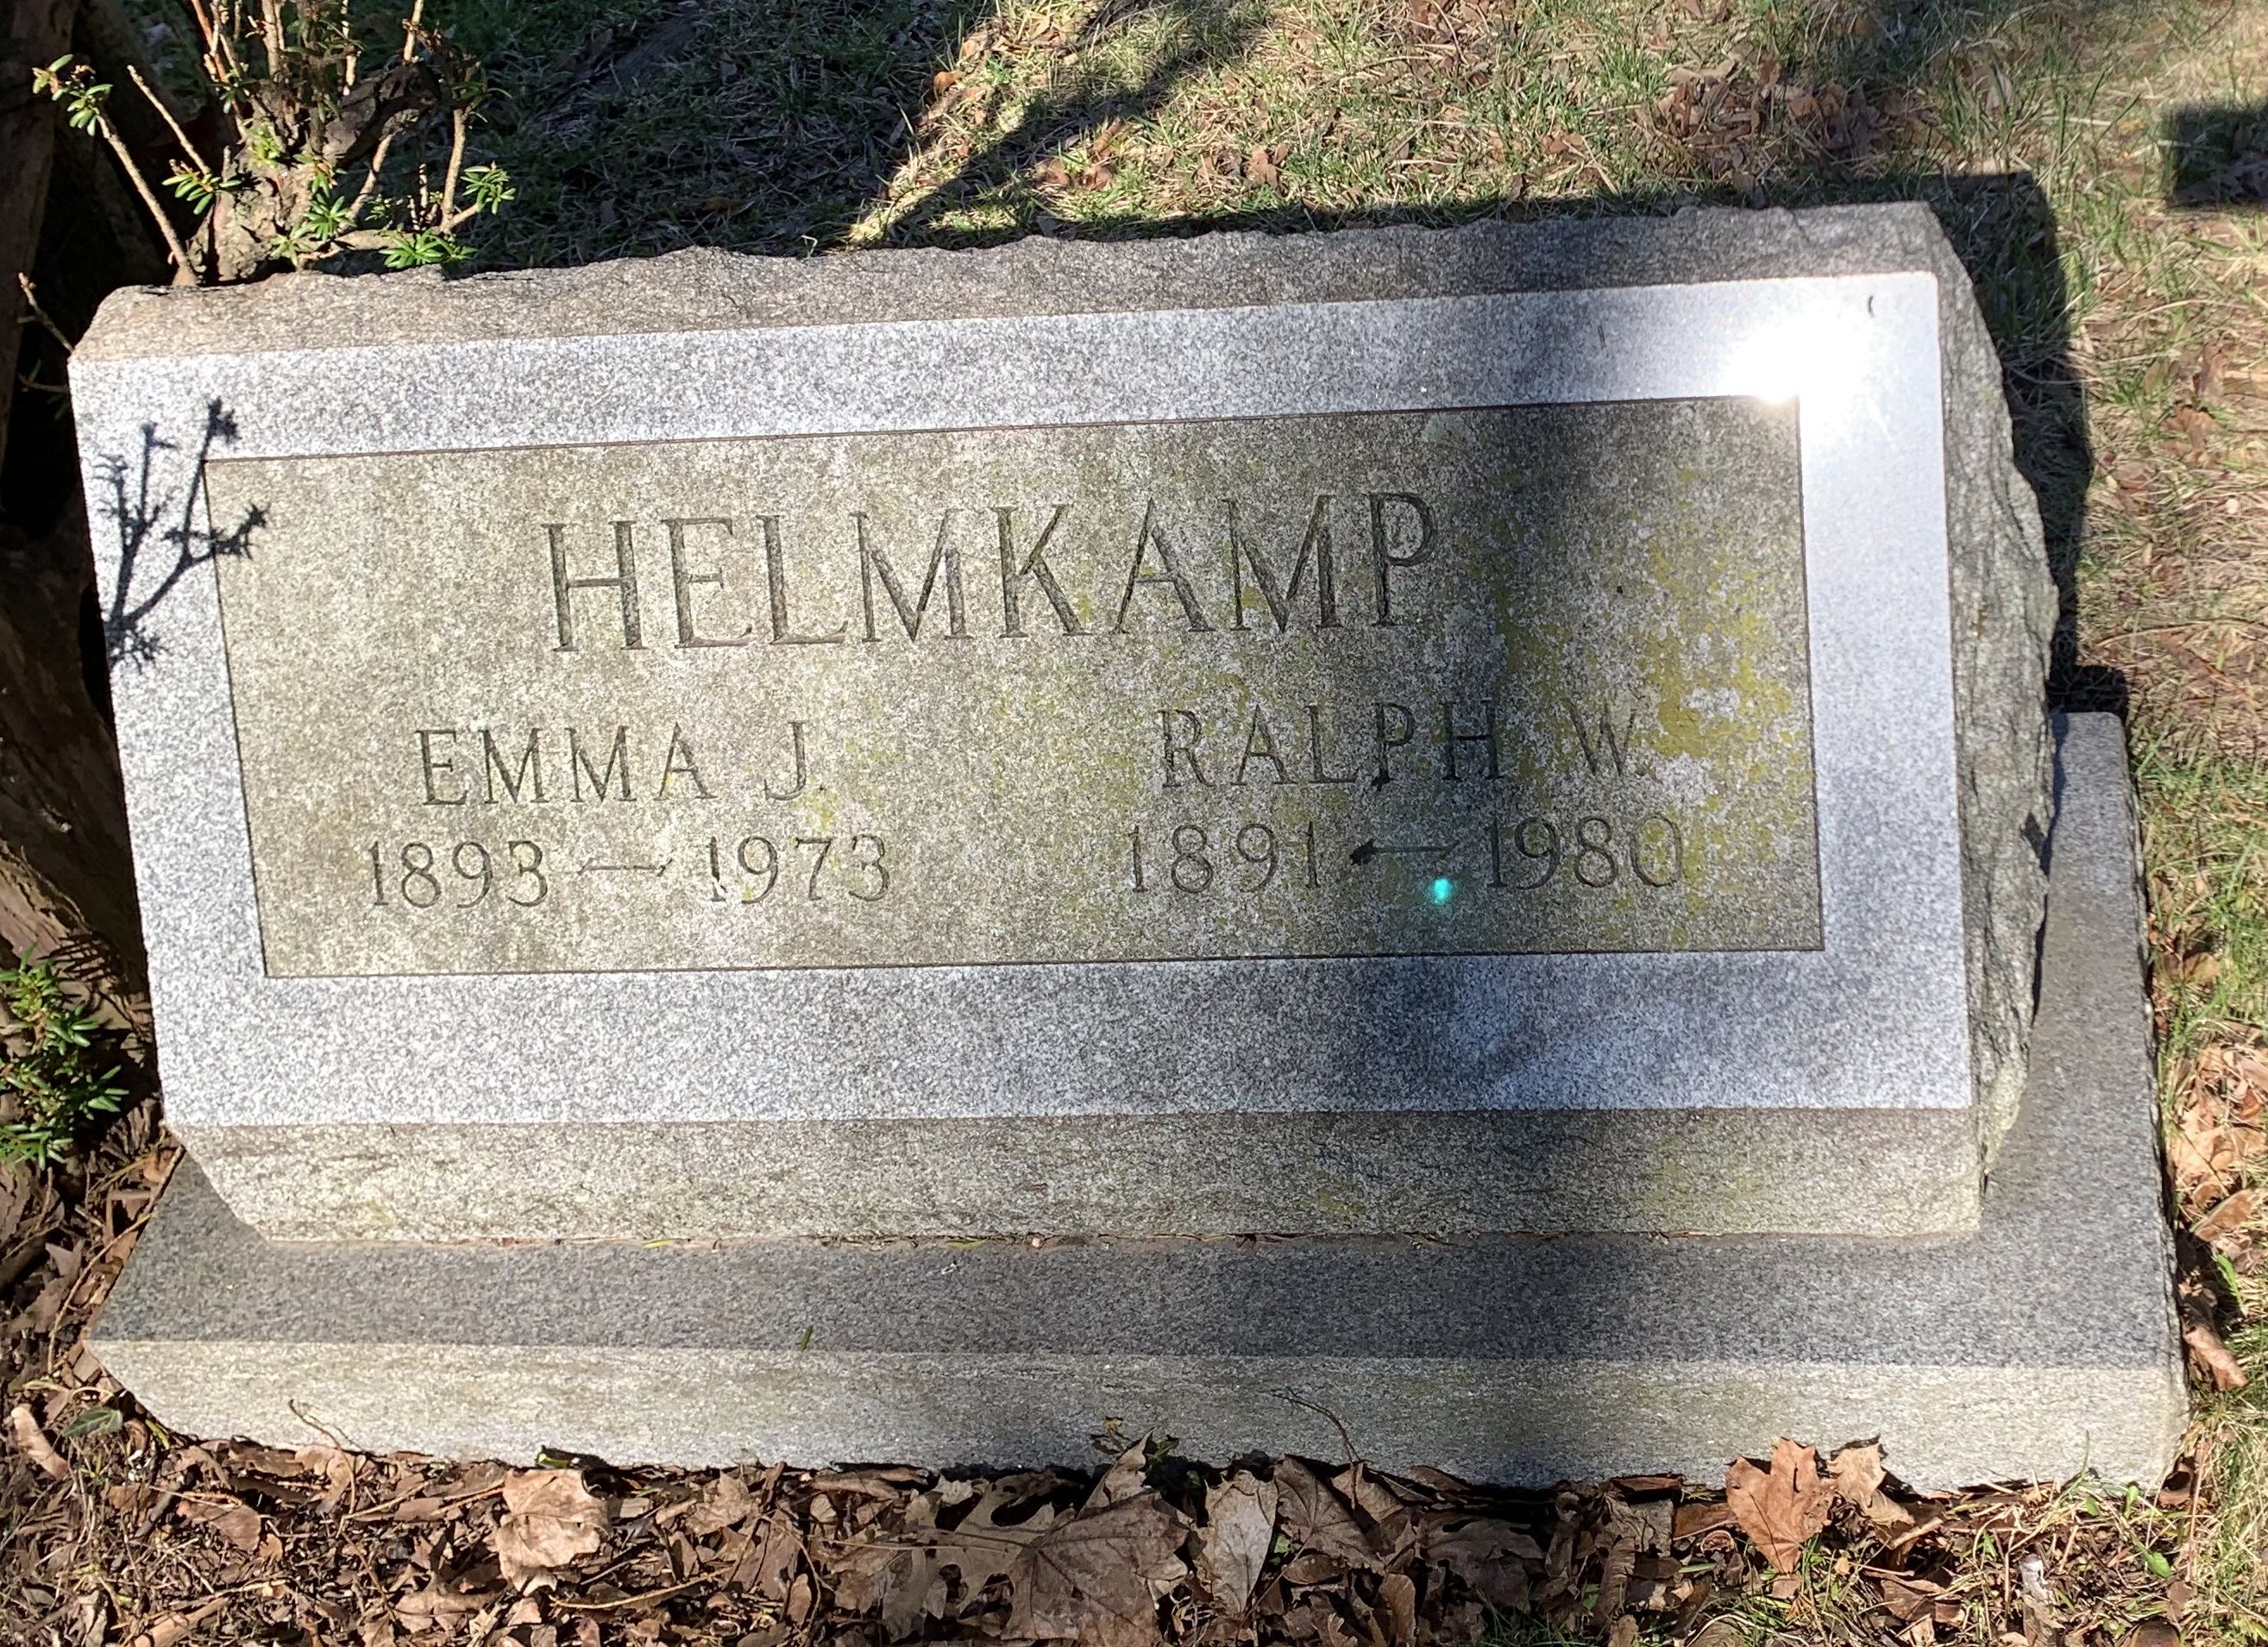 HELMKAMP
EMMA J. RALPH W.
1893 — 1973 1891 — 1980